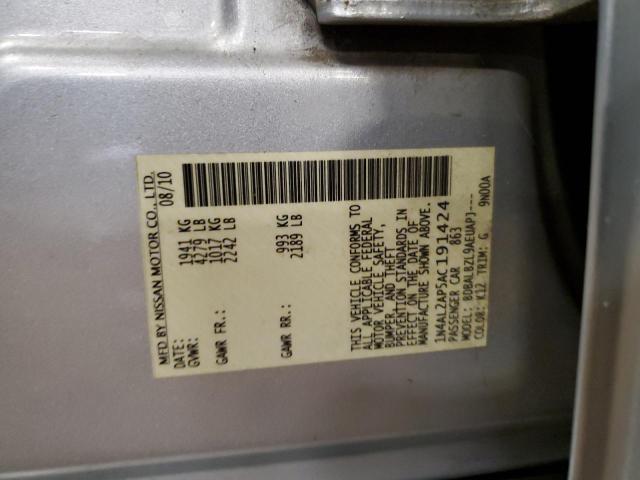 MFD BY NISSAN MOTOR CO., LTD.
DATE: 08/10
GVWR: 1941 KG
4279 LB
GAWR FR.: 1017 KG
2242 LB
GAWR RR.: 993 KG
2189 LB
THIS VEHICLE CONFORMS TO
ALL APPLICABLE FEDERAL
MOTOR VEHICLE SAFETY,
BUMPER, AND THEFT
PREVENTION STANDARDS IN
EFFECT ON THE DATE OF
MANUFACTURE SHOWN ABOVE.
1N4AL2AP5AC191424
PASSENGER CAR 863
MODEL: BDBALBZL9AEUAPJ---
COLOR: K12 TRIM: G 9N00A